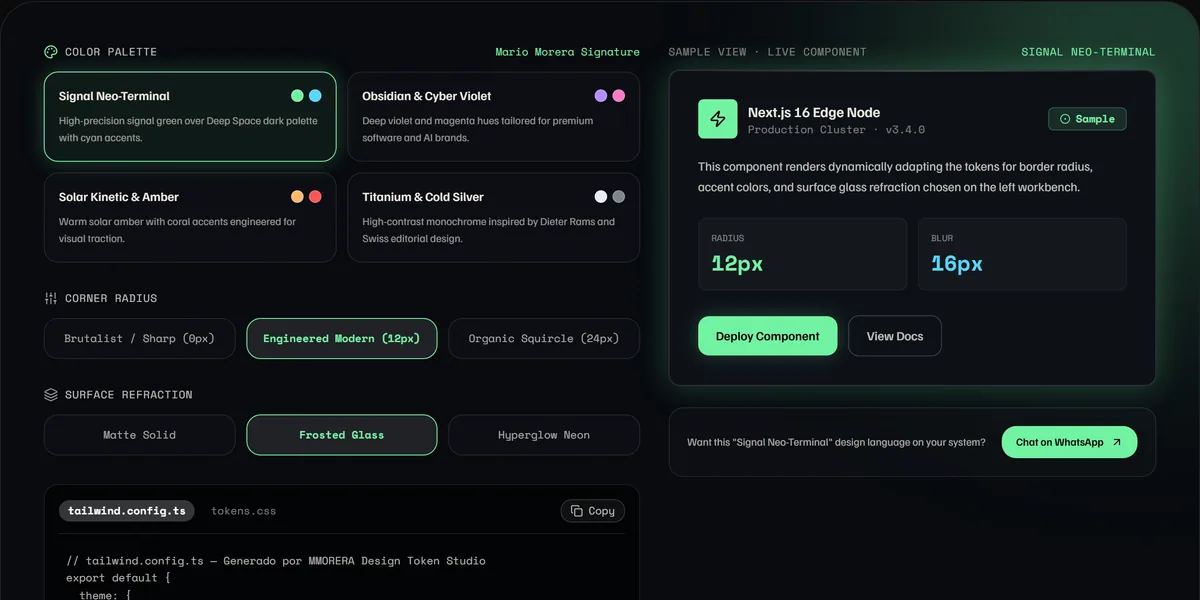 COLOR PALETTE
Mario Morera Signature
Signal Neo-Terminal
High-precision signal green over Deep Space dark palette
with cyan accents.
Obsidian & Cyber Violet
Deep violet and magenta hues tailored for premium
software and AI brands.
Solar Kinetic & Amber
Warm solar amber with coral accents engineered for
visual traction.
Titanium & Cold Silver
High-contrast monochrome inspired by Dieter Rams and
Swiss editorial design.
CORNER RADIUS
Brutalist / Sharp (0px)
Engineered Modern (12px)
Organic Squircle (24px)
SURFACE REFRACTION
Matte Solid
Frosted Glass
Hyperglow Neon
tailwind.config.ts
tokens.css
Copy
// tailwind.config.ts — Generado por MMORERA Design Token Studio
export default {
theme: {
SAMPLE VIEW · LIVE COMPONENT
SIGNAL NEO-TERMINAL
Next.js 16 Edge Node
Production Cluster · v3.4.0
Sample
This component renders dynamically adapting the tokens for border radius,
accent colors, and surface glass refraction chosen on the left workbench.
RADIUS
12px
BLUR
16px
Deploy Component
View Docs
Want this "Signal Neo-Terminal" design language on your system?
Chat on WhatsApp